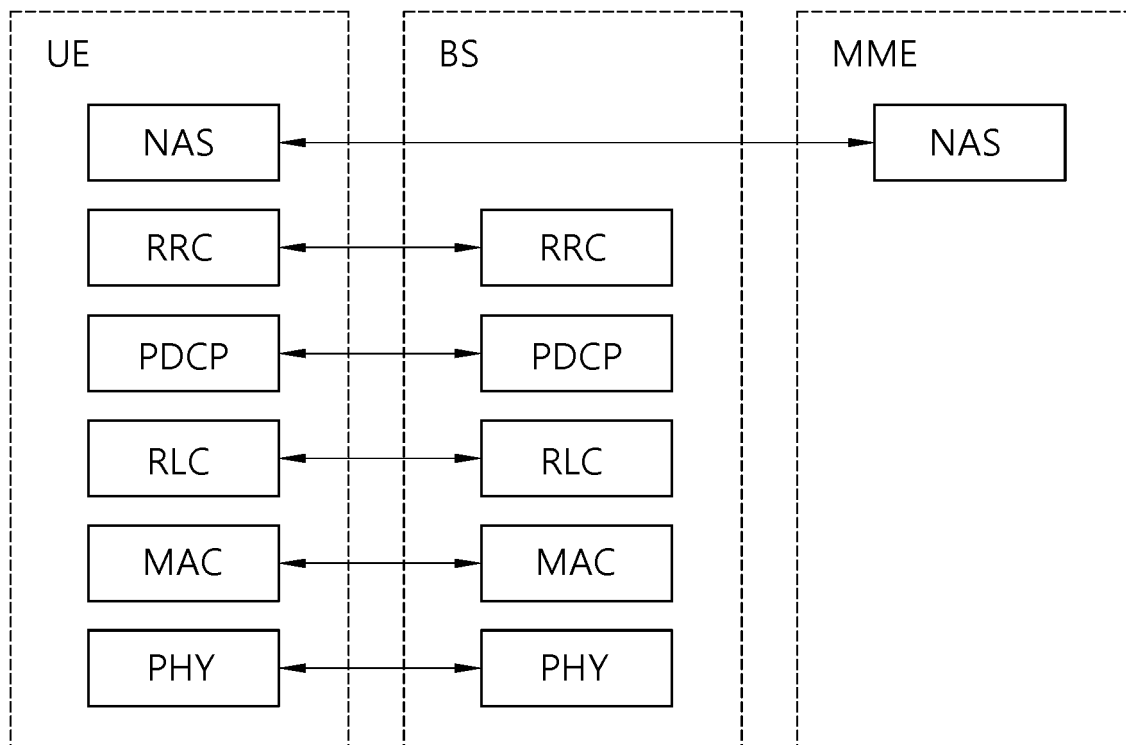 UE BS MME
NAS NAS
RRC RRC
PDCP PDCP
RLC RLC
MAC MAC
PHY PHY